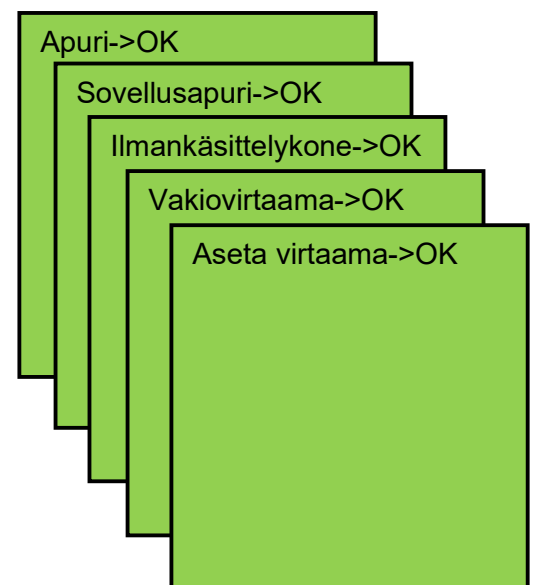 Apuri->OK
Sovellusapuri->OK
Ilmankäsittelykone->OK
Vakiovirtaama->OK
Aseta virtaama->OK